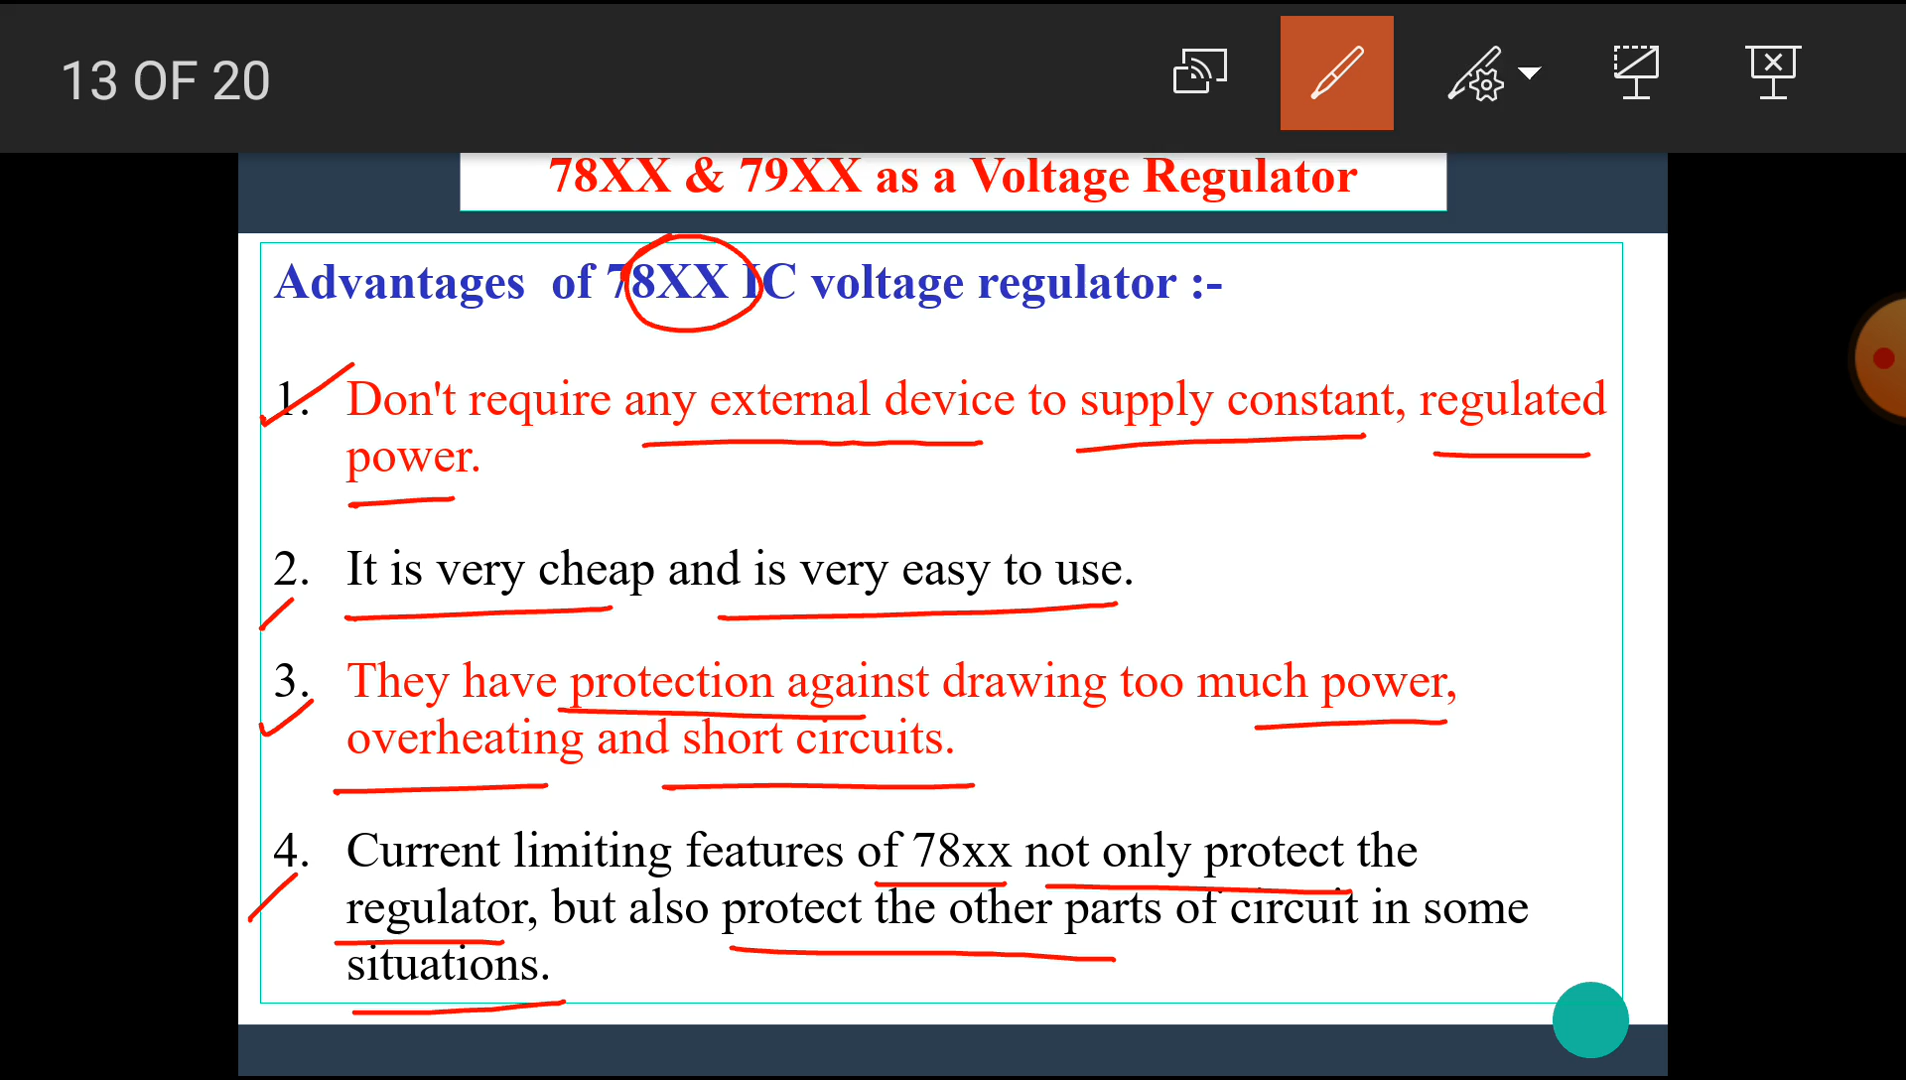 13 OF 20
78XX & 79XX as a Voltage Regulator
Advantages of 78XX IC voltage regulator :-
1. Don't require any external device to supply constant, regulated
power.
2. It is very cheap and is very easy to use.
3. They have protection against drawing too much power,
overheating and short circuits.
4. Current limiting features of 78xx not only protect the
regulator, but also protect the other parts of circuit in some
situations.